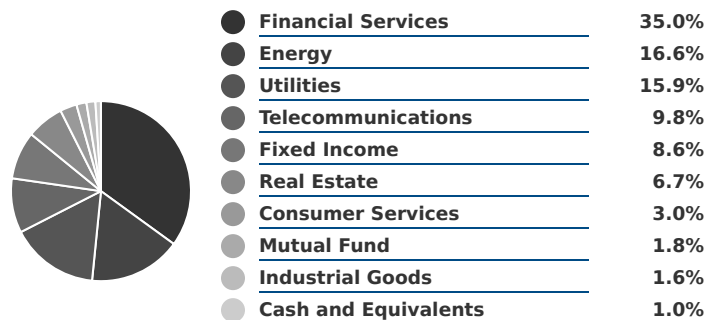 Financial Services 35.0%
Energy 16.6%
Utilities 15.9%
Telecommunications 9.8%
Fixed Income 8.6%
Real Estate 6.7%
Consumer Services 3.0%
Mutual Fund 1.8%
Industrial Goods 1.6%
Cash and Equivalents 1.0%